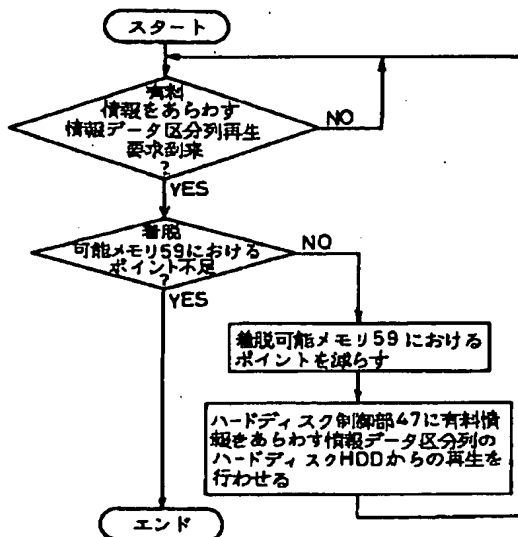 スタート
有料
情報をあらわす
情報データ区分列再生
要求到来
?
NO
YES
着脱
可能メモリ59における
ポイント不足
?
NO
YES
着脱可能メモリ59における
ポイントを減らす
ハードディスク制御部47に有料情
報をあらわす情報データ区分列の
ハードディスクHDDからの再生を
行わせる
エンド